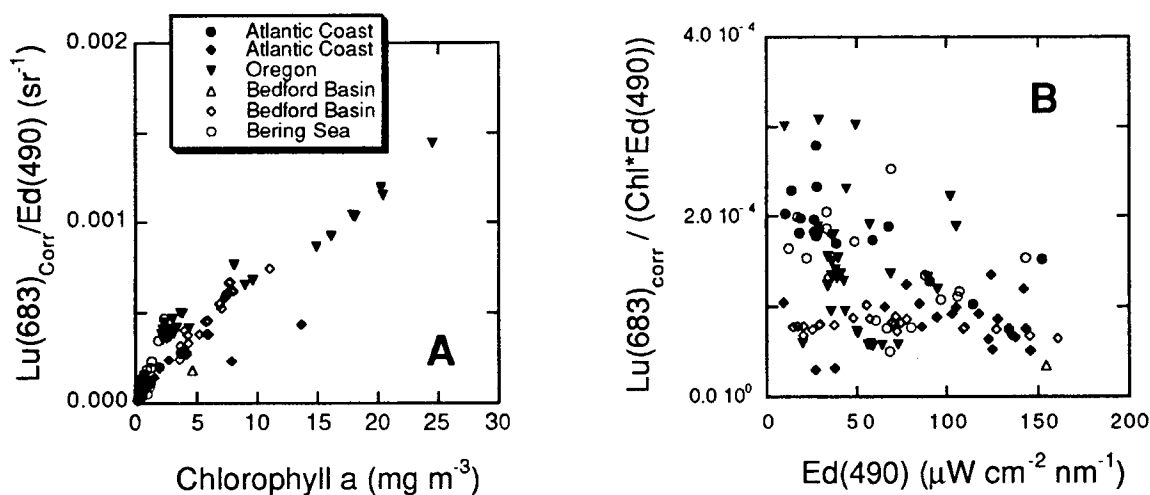 Atlantic Coast
Atlantic Coast
Oregon
Bedford Basin
Bedford Basin
Bering Sea
Lu(683)Corr/Ed(490) (sr-1)
0.002
0.001
0.000
0 5 10 15 20 25 30
Chlorophyll a (mg m-3)
A
Lu(683)corr / (Chl*Ed(490))
4.0 10-4
2.0 10-4
0.0 100
0 50 100 150 200
Ed(490) (μW cm-2 nm-1)
B